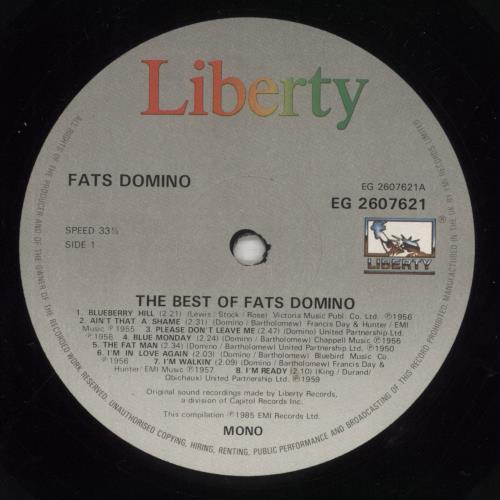 Liberty
FATS DOMINO
EG 2607621A
EG 2607621
SPEED 33⅓
SIDE 1
®
LIBERTY
THE BEST OF FATS DOMINO
1. BLUEBERRY HILL (2.21) (Lewis / Stock / Rose) Victoria Music Publ. Co. Ltd. ℗1956
2. AIN'T THAT A SHAME (2.31) (Domino / Bartholomew) Francis Day & Hunter / EMI
Music ℗1955 3. PLEASE DON'T LEAVE ME (2.47) (Domino) United Partnership Ltd.
℗1956 4. BLUE MONDAY (2.24) (Domino / Bartholomew) Chappell Music ℗1956
5. THE FAT MAN (2.34) (Domino / Bartholomew) United Partnership Ltd. ℗1950
6. I'M IN LOVE AGAIN (2.03) (Domino / Bartholomew) Bluebird Music Co.
℗1956 7. I'M WALKIN' (2.09) (Domino / Bartholomew) Francis Day &
Hunter / EMI Music ℗1957 8. I'M READY (2.10) (King / Durand /
Obichaux) United Partnership Ltd. ℗1959
Original sound recordings made by Liberty Records,
a division of Capitol Records Inc.
This compilation ℗1985 EMI Records Ltd.
MONO
ALL RIGHTS OF THE PRODUCER AND OF THE OWNER OF THE RECORDED WORK RESERVED. UNAUTHORISED COPYING, HIRING, RENTING, PUBLIC PERFORMANCE AND BROADCASTING OF THIS RECORD PROHIBITED. MANUFACTURED IN THE UK BY EMI RECORDS LIMITED